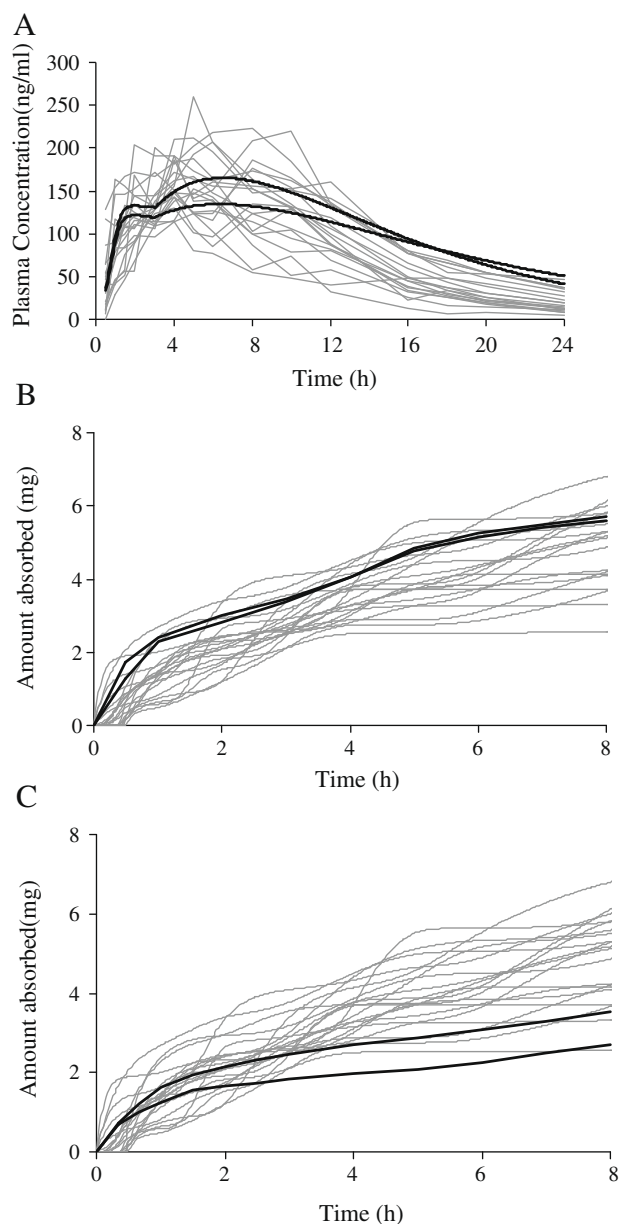 A
Plasma Concentration(ng/ml)
300
250
200
150
100
50
0
0 4 8 12 16 20 24
Time (h)
B
Amount absorbed (mg)
8
6
4
2
0
0 2 4 6 8
Time (h)
C
Amount absorbed(mg)
8
6
4
2
0
0 2 4 6 8
Time (h)